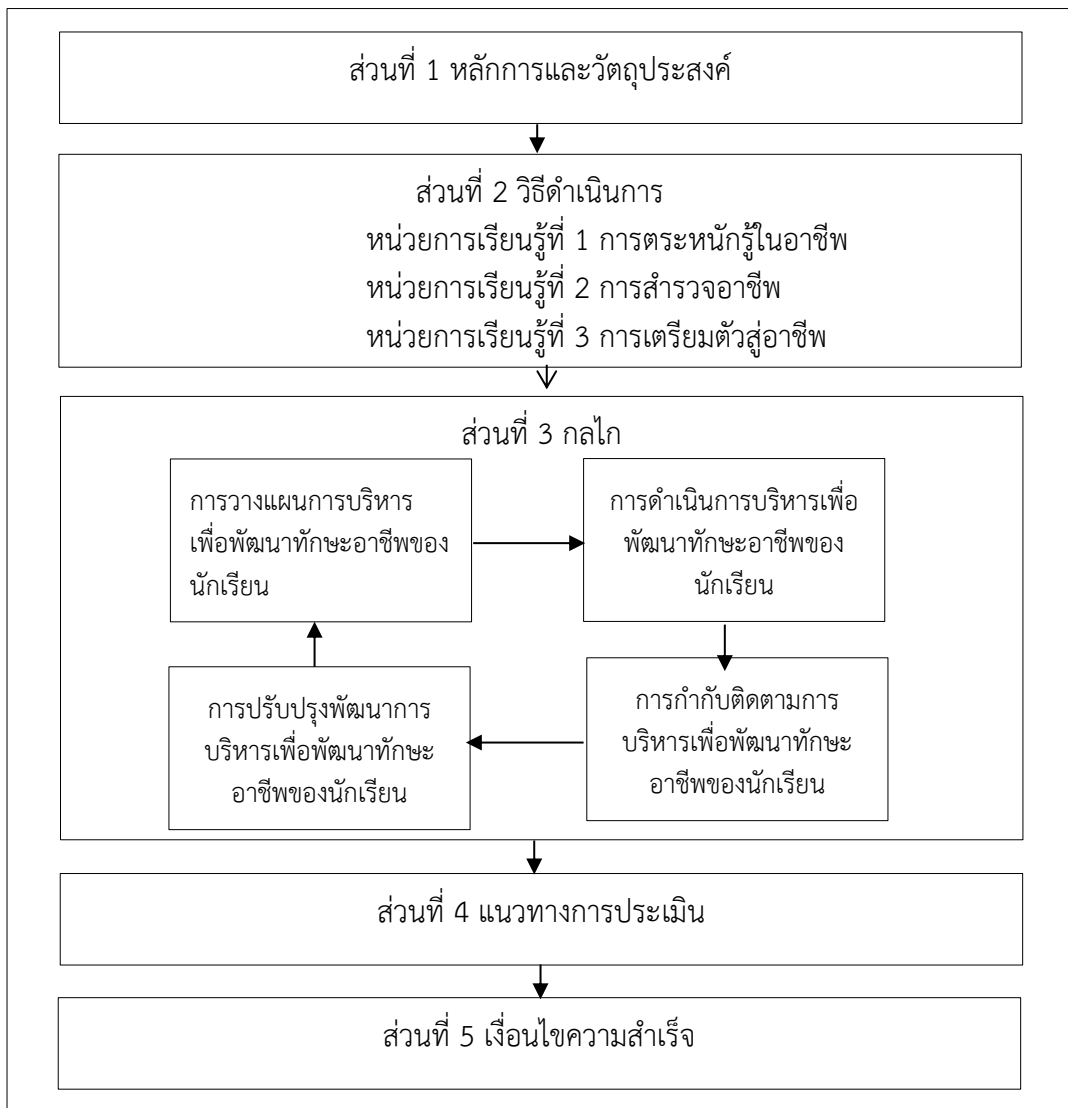 ส่วนที่ 1 หลักการและวัตถุประสงค์
ส่วนที่ 2 วิธีดำเนินการ
หน่วยการเรียนรู้ที่ 1 การตระหนักรู้ในอาชีพ
หน่วยการเรียนรู้ที่ 2 การสำรวจอาชีพ
หน่วยการเรียนรู้ที่ 3 การเตรียมตัวสู่อาชีพ
ส่วนที่ 3 กลไก
การวางแผนการบริหาร
เพื่อพัฒนาทักษะอาชีพของ
นักเรียน
การดำเนินการบริหารเพื่อ
พัฒนาทักษะอาชีพของ
นักเรียน
การปรับปรุงพัฒนาการ
บริหารเพื่อพัฒนาทักษะ
อาชีพของนักเรียน
การกำกับติดตามการ
บริหารเพื่อพัฒนาทักษะ
อาชีพของนักเรียน
ส่วนที่ 4 แนวทางการประเมิน
ส่วนที่ 5 เงื่อนไขความสำเร็จ